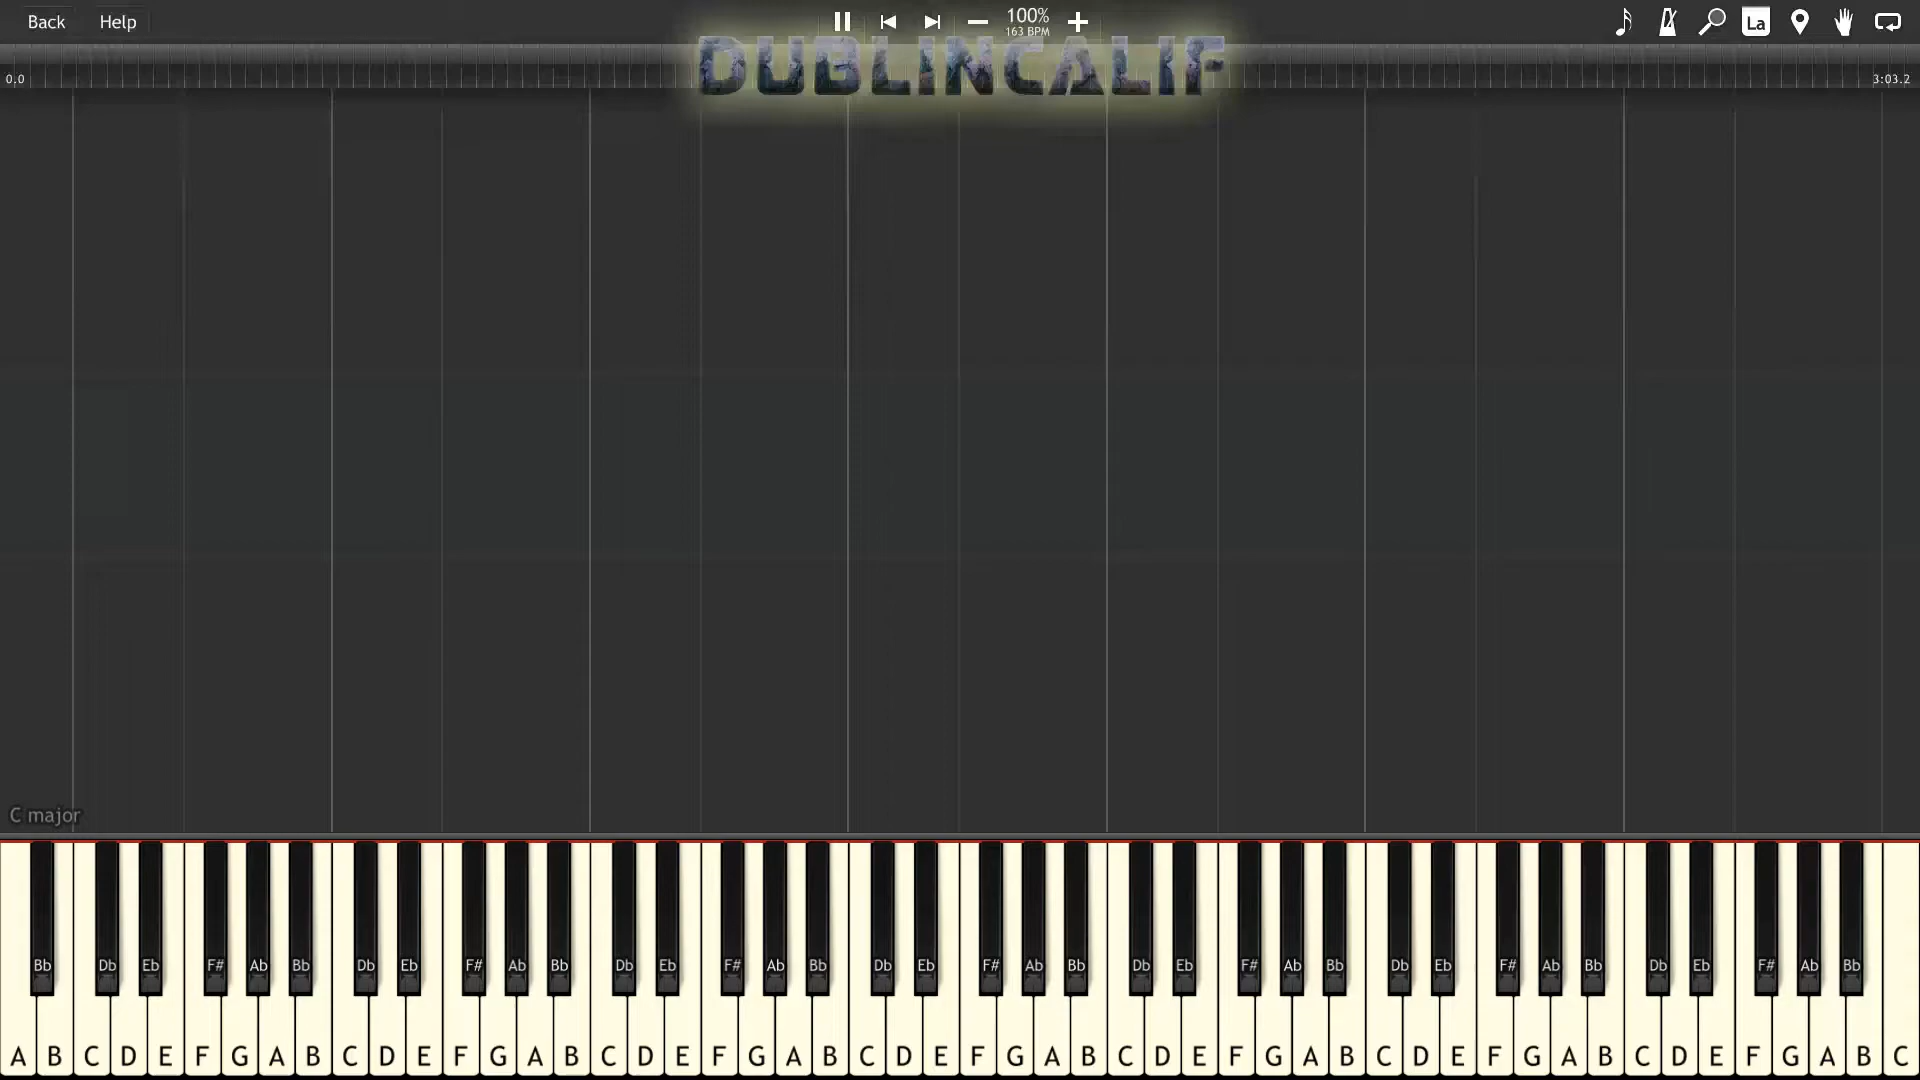 Back Help 100%
163 BPM La
DUBLINCALIF
0.0 3:03.2
C major
Bb Db Eb F# Ab Bb Db Eb F# Ab Bb Db Eb F# Ab Bb Db Eb F# Ab Bb Db Eb F# Ab Bb Db Eb F# Ab Bb Db Eb F# Ab Bb
A B C D E F G A B C D E F G A B C D E F G A B C D E F G A B C D E F G A B C D E F G A B C D E F G A B C